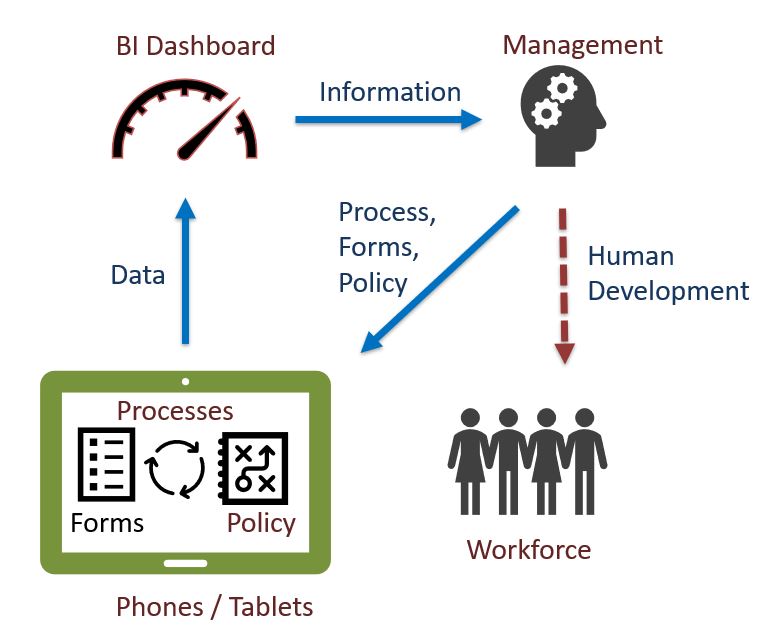 BI Dashboard
Management
Information
Process,
Forms,
Policy
Human
Development
Data
Processes
Forms
Policy
Workforce
Phones / Tablets